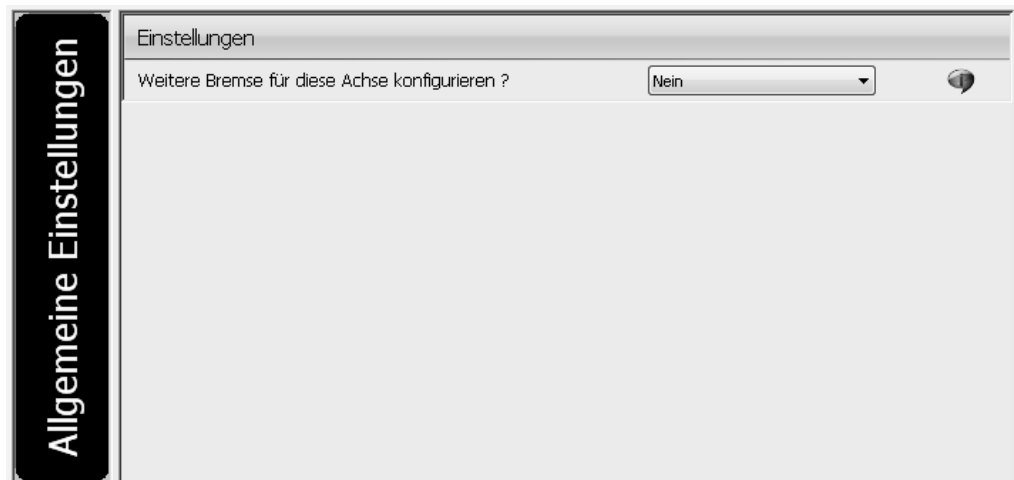 Allgemeine Einstellungen
Einstellungen
Weitere Bremse für diese Achse konfigurieren ?
Nein